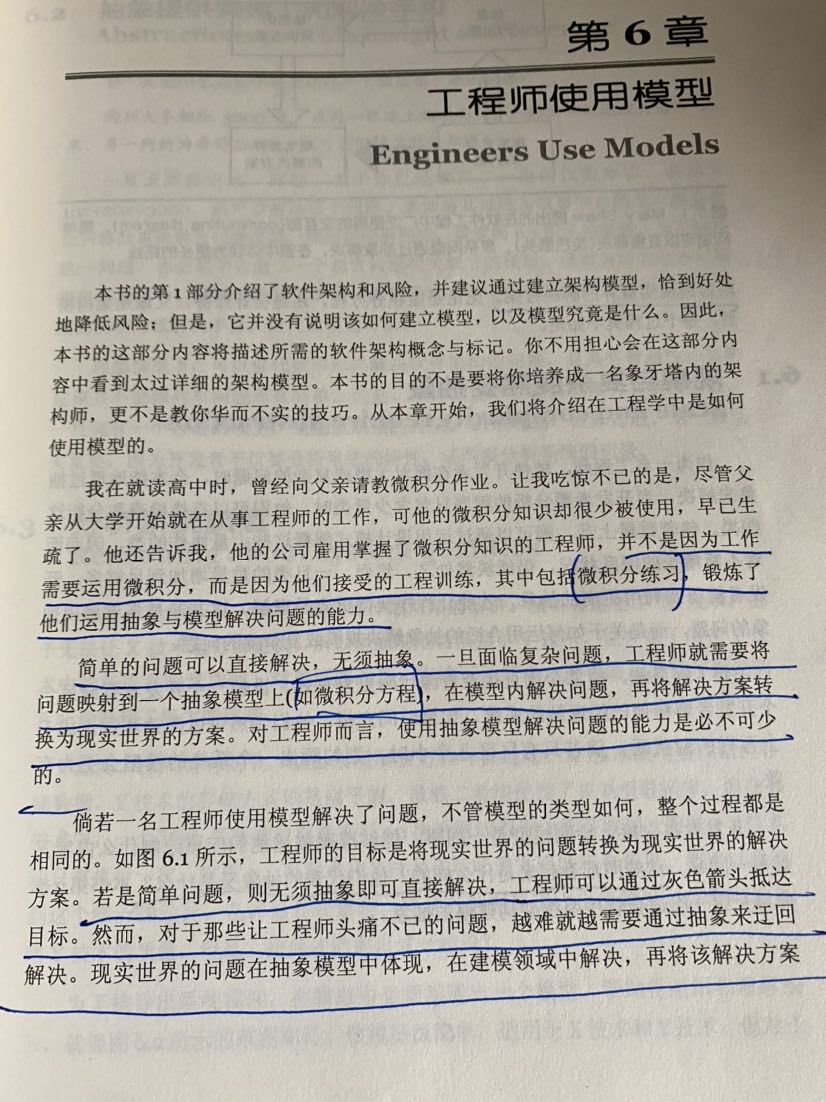 第 6 章
工程师使用模型
Engineers Use Models
本书的第 1 部分介绍了软件架构和风险，并建议通过建立架构模型，恰到好处
地降低风险；但是，它并没有说明该如何建立模型，以及模型究竟是什么。因此，
本书的这部分内容将描述所需的软件架构概念与标记。你不用担心会在这部分内
容中看到太过详细的架构模型。本书的目的不是要将你培养成一名象牙塔内的架
构师，更不是教你华而不实的技巧。从本章开始，我们将介绍在工程学中是如何
使用模型的。
我在就读高中时，曾经向父亲请教微积分作业。让我吃惊不已的是，尽管父
亲从大学开始就在从事工程师的工作，可他的微积分知识却很少被使用，早已生
疏了。他还告诉我，他的公司雇用掌握了微积分知识的工程师，并不是因为工作
需要运用微积分，而是因为他们接受的工程训练，其中包括微积分练习，锻炼了
他们运用抽象与模型解决问题的能力。
简单的问题可以直接解决，无须抽象。一旦面临复杂问题，工程师就需要将
问题映射到一个抽象模型上(如微积分方程)，在模型内解决问题，再将解决方案转
换为现实世界的方案。对工程师而言，使用抽象模型解决问题的能力是必不可少
的。
倘若一名工程师使用模型解决了问题，不管模型的类型如何，整个过程都是
相同的。如图 6.1 所示，工程师的目标是将现实世界的问题转换为现实世界的解决
方案。若是简单问题，则无须抽象即可直接解决，工程师可以通过灰色箭头抵达
目标。然而，对于那些让工程师头痛不已的问题，越难就越需要通过抽象来迂回
解决。现实世界的问题在抽象模型中体现，在建模领域中解决，再将该解决方案